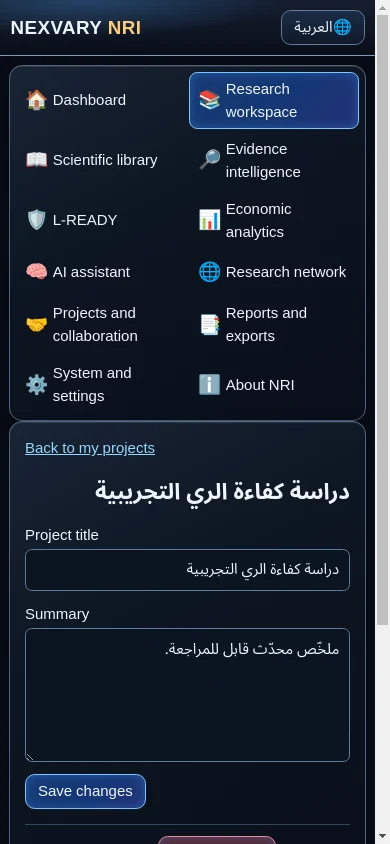 NEXVARY NRI
العربية
Dashboard
Research workspace
Scientific library
Evidence intelligence
L-READY
Economic analytics
AI assistant
Research network
Projects and collaboration
Reports and exports
System and settings
About NRI
Back to my projects
دراسة كفاءة الري التجريبية
Project title
دراسة كفاءة الري التجريبية
Summary
ملخّص محدّث قابل للمراجعة.
Save changes